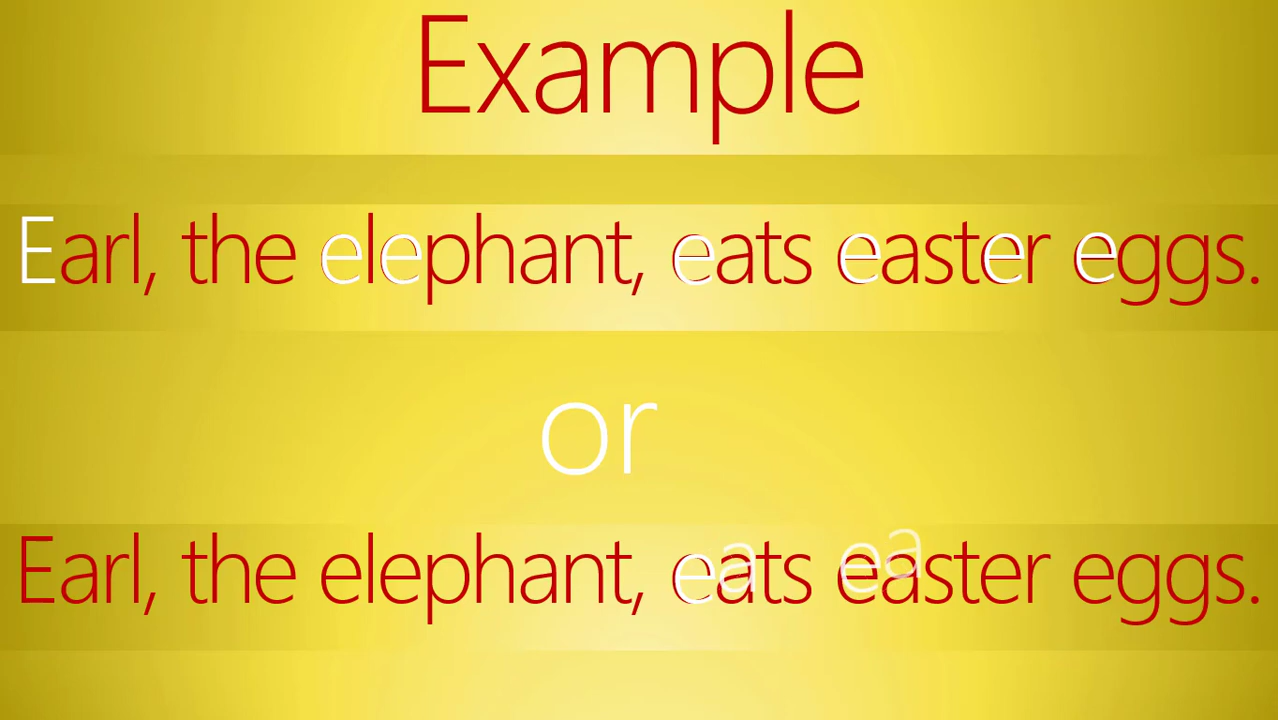 Example
Earl, the elephant, eats easter eggs.
or
Earl, the elephant, eats easter eggs.